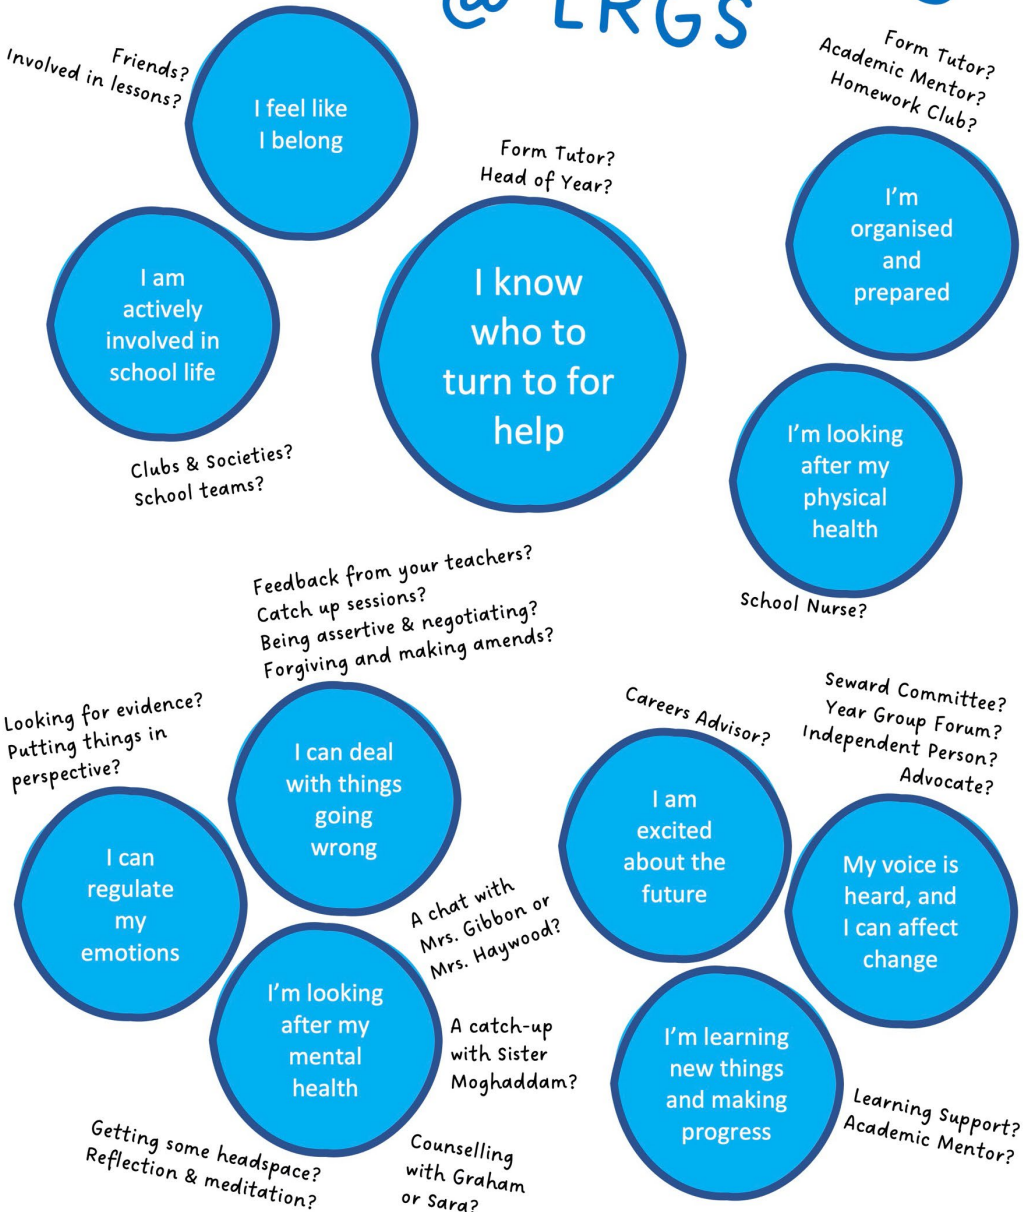 @ LRGS
Friends?
Involved in lessons?
I feel like
I belong
Form Tutor?
Head of Year?
I know
who to
turn to for
help
Form Tutor?
Academic Mentor?
Homework Club?
I'm
organised
and
prepared
I am
actively
involved in
school life
Clubs & Societies?
School teams?
I'm looking
after my
physical
health
School Nurse?
Feedback from your teachers?
Catch up sessions?
Being assertive & negotiating?
Forgiving and making amends?
I can deal
with things
going
wrong
Looking for evidence?
Putting things in
perspective?
I can
regulate
my
emotions
A chat with
Mrs. Gibbon or
Mrs. Haywood?
I'm looking
after my
mental
health
A catch-up
with Sister
Moghaddam?
Getting some headspace?
Reflection & meditation?
Counselling
with Graham
or Sara?
Careers Advisor?
I am
excited
about the
future
Seward Committee?
Year Group Forum?
Independent Person?
Advocate?
My voice is
heard, and
I can affect
change
I'm learning
new things
and making
progress
Learning Support?
Academic Mentor?